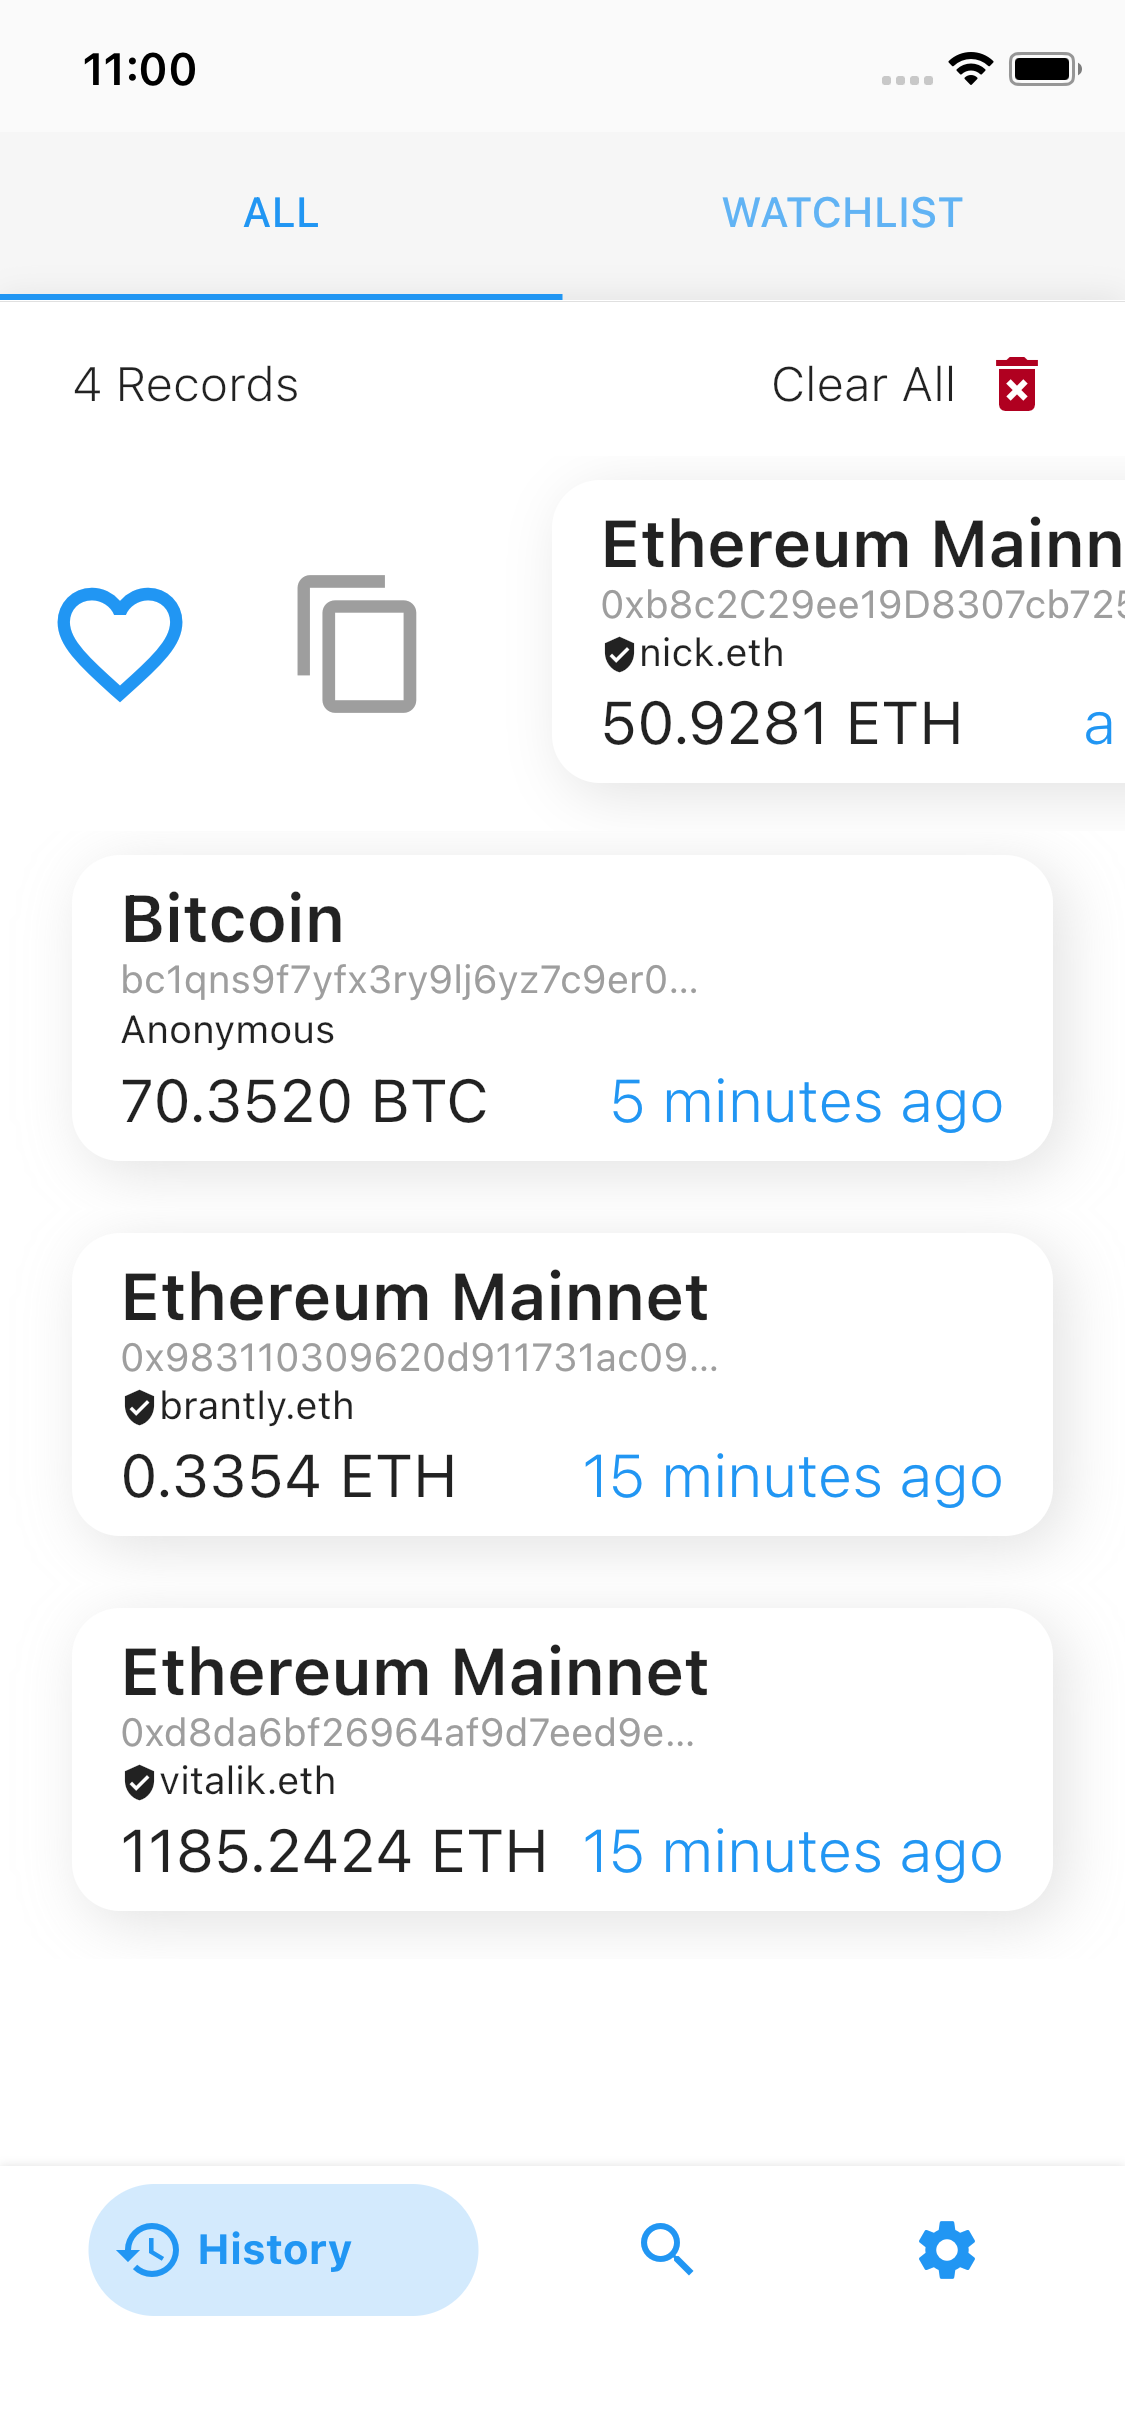 11:00
ALL
WATCHLIST
4 Records
Clear All
Ethereum Mainn
0xb8c2C29ee19D8307cb725
nick.eth
50.9281 ETH
a
Bitcoin
bc1qns9f7yfx3ry9lj6yz7c9er0...
Anonymous
70.3520 BTC
5 minutes ago
Ethereum Mainnet
0x983110309620d911731ac09...
brantly.eth
0.3354 ETH
15 minutes ago
Ethereum Mainnet
0xd8da6bf26964af9d7eed9e...
vitalik.eth
1185.2424 ETH
15 minutes ago
History